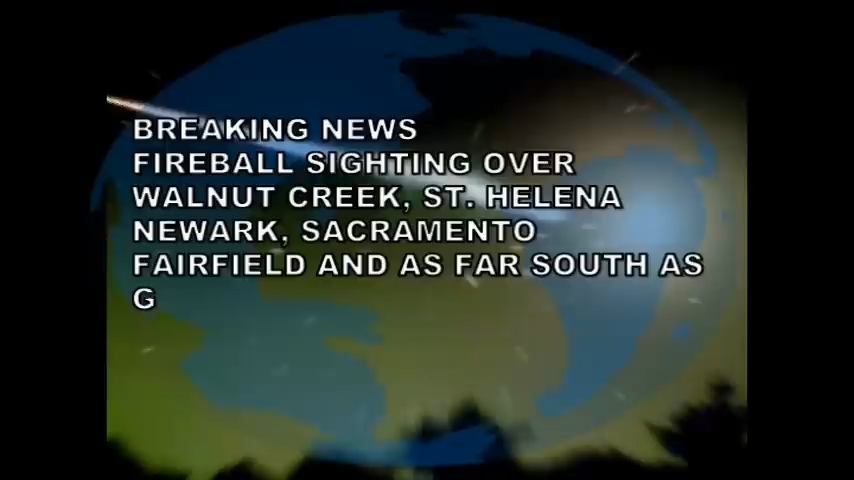 BREAKING NEWS
FIREBALL SIGHTING OVER
WALNUT CREEK, ST. HELENA
NEWARK, SACRAMENTO
FAIRFIELD AND AS FAR SOUTH AS
G